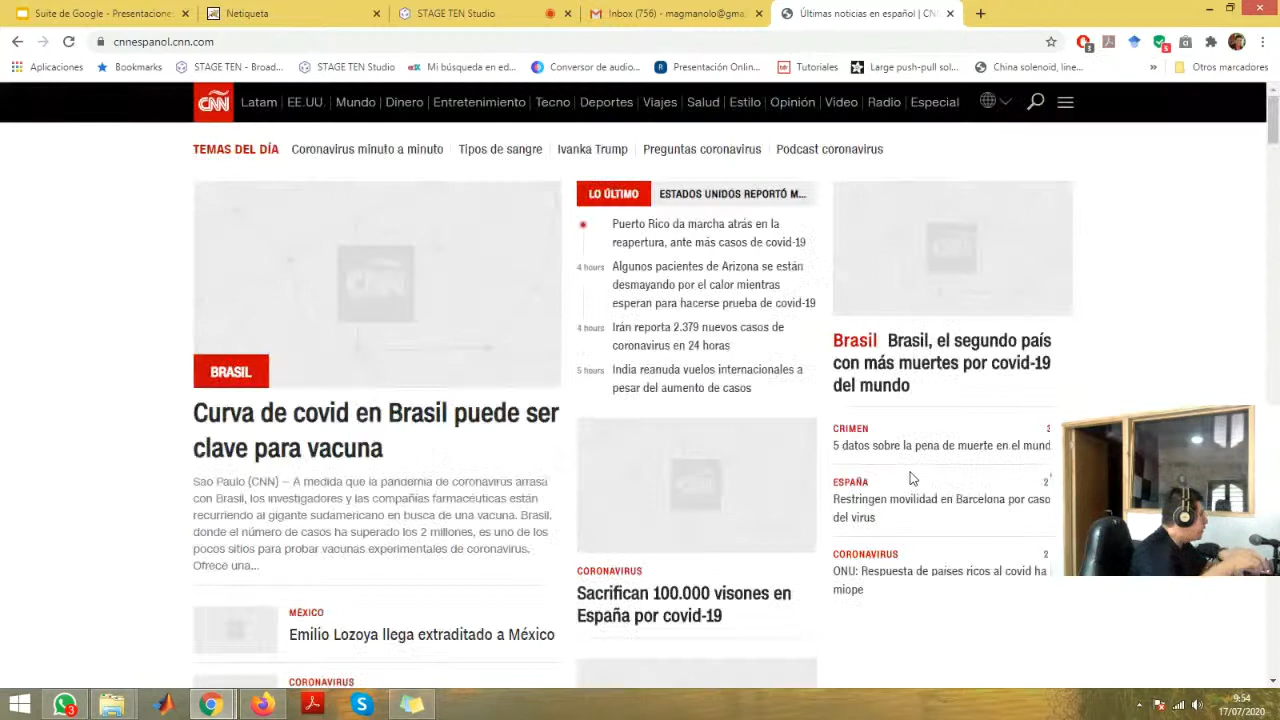 Suite de Google - Presentacione
Netiqueta
STAGE TEN Studio
Inbox (756) - magmanolo@gma
Últimas noticias en español | CN
cnnespanol.cnn.com
Aplicaciones
Bookmarks
STAGE TEN - Broad...
STAGE TEN Studio
Mi búsqueda en ed...
Conversor de audio...
Presentación Onlin...
Tutoriales
Large push-pull sol...
China solenoid, line...
»
Otros marcadores
CNN Latam | EE.UU. | Mundo | Dinero | Entretenimiento | Tecno | Deportes | Viajes | Salud | Estilo | Opinión | Video | Radio | Especial
TEMAS DEL DÍA Coronavirus minuto a minuto Tipos de sangre Ivanka Trump Preguntas coronavirus Podcast coronavirus
BRASIL
Curva de covid en Brasil puede ser
clave para vacuna
Sao Paulo (CNN) – A medida que la pandemia de coronavirus arrasa
con Brasil, los investigadores y las compañías farmacéuticas están
recurriendo al gigante sudamericano en busca de una vacuna. Brasil,
donde el número de casos ha superado los 2 millones, es uno de los
pocos sitios para probar vacunas experimentales de coronavirus.
Ofrece una...
MÉXICO
Emilio Lozoya llega extraditado a México
CORONAVIRUS
LO ÚLTIMO ESTADOS UNIDOS REPORTÓ M...
Puerto Rico da marcha atrás en la
reapertura, ante más casos de covid-19
4 hours Algunos pacientes de Arizona se están
desmayando por el calor mientras
esperan para hacerse prueba de covid-19
4 hours Irán reporta 2.379 nuevos casos de
coronavirus en 24 horas
5 hours India reanuda vuelos internacionales a
pesar del aumento de casos
CORONAVIRUS
Sacrifican 100.000 visones en
España por covid-19
Brasil Brasil, el segundo país
con más muertes por covid-19
del mundo
CRIMEN
5 datos sobre la pena de muerte en el mund
ESPAÑA 2
Restringen movilidad en Barcelona por caso
del virus
CORONAVIRUS 2
ONU: Respuesta de países ricos al covid ha
miope
9:54
17/07/2020